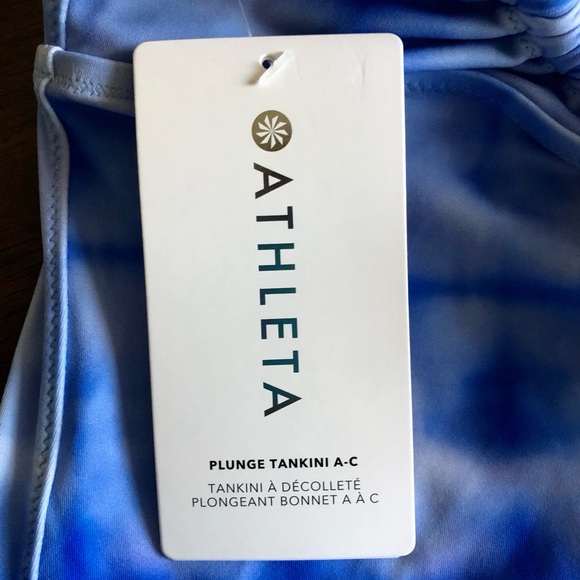 ATHLETA
PLUNGE TANKINI A-C
TANKINI À DÉCOLLETÉ
PLONGEANT BONNET A À C